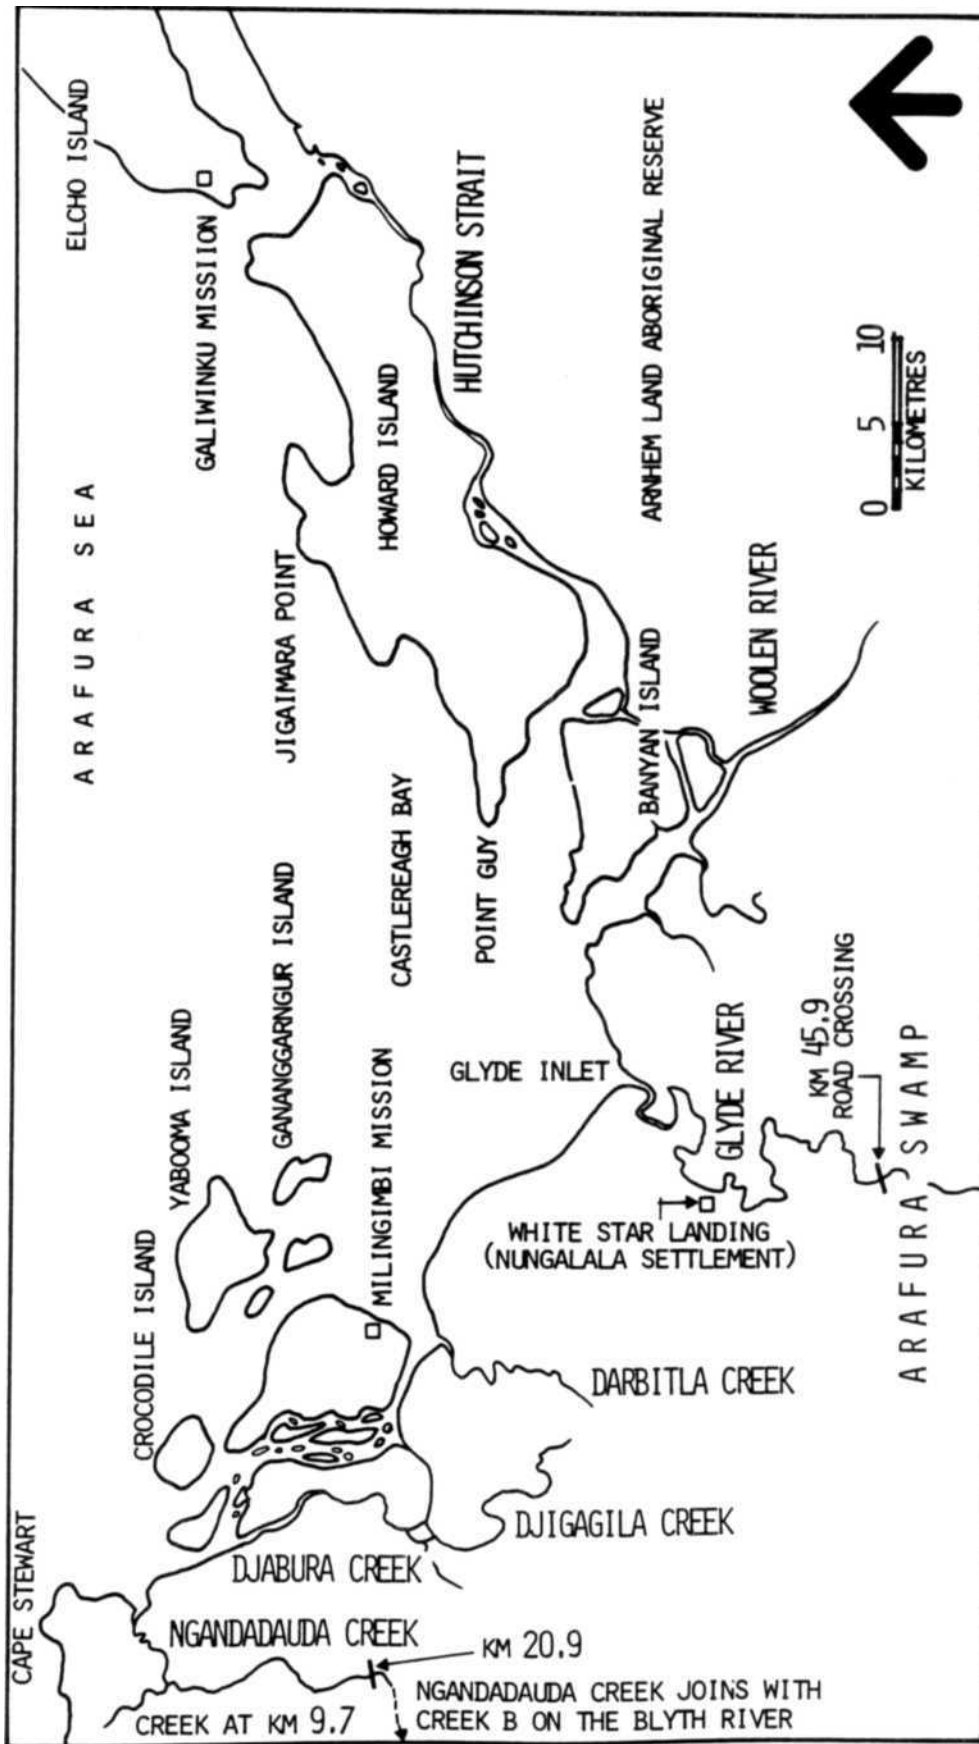 ELCHO ISLAND
GALIWINKU MISSIION
ARAFURA SEA
JIGAIMARA POINT
HOWARD ISLAND
HUTCHINSON STRAIT
ARNHEM LAND ABORIGINAL RESERVE
0 5 10
KILOMETRES
CASTLEREAGH BAY
POINT GUY
BANYAN ISLAND
WOOLEN RIVER
YABOOMA ISLAND
GANANGGARNGUR ISLAND
CROCODILE ISLAND
MILINGIMBI MISSION
GLYDE INLET
GLYDE RIVER
KM 45.9
ROAD CROSSING
ARAFURA SWAMP
WHITE STAR LANDING
(NUNGALALA SETTLEMENT)
DARBITLA CREEK
DJIGAGILA CREEK
DJABURA CREEK
CAPE STEWART
NGANDADAUDA CREEK
KM 20.9
CREEK AT KM 9.7
NGANDADAUDA CREEK JOINS WITH
CREEK B ON THE BLYTH RIVER